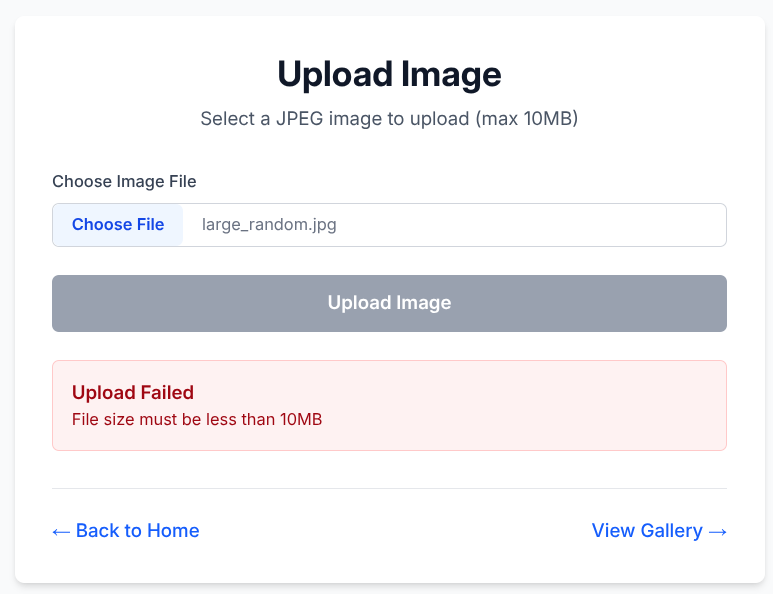 Upload Image
Select a JPEG image to upload (max 10MB)
Choose Image File
Choose File large_random.jpg
Upload Image
Upload Failed
File size must be less than 10MB
← Back to Home View Gallery →